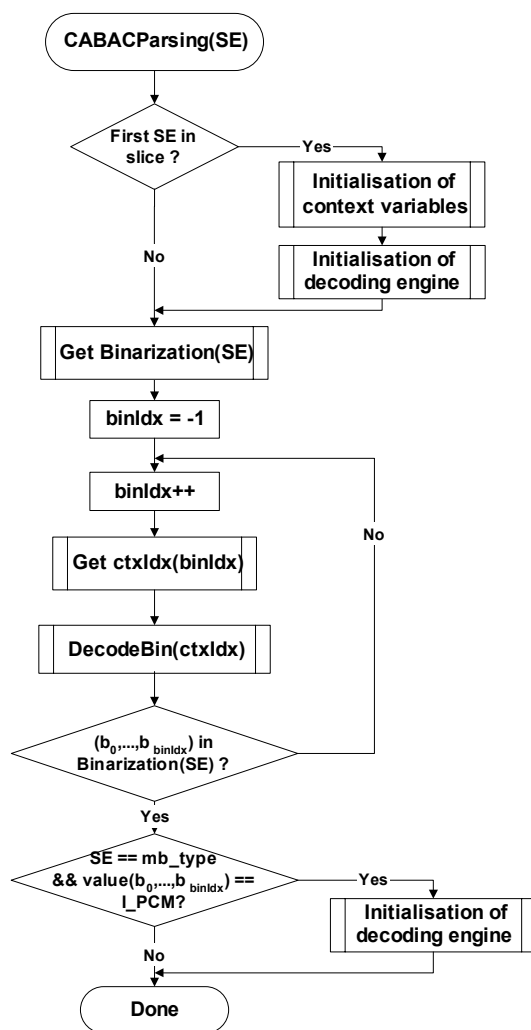 CABACParsing(SE)
First SE in
slice ?
Yes
Initialisation of
context variables
No
Initialisation of
decoding engine
Get Binarization(SE)
binIdx = -1
binIdx++
No
Get ctxIdx(binIdx)
DecodeBin(ctxIdx)
(b0,...,b binIdx) in
Binarization(SE) ?
Yes
SE == mb_type
&& value(b0,...,b binIdx) ==
I_PCM?
Yes
Initialisation of
decoding engine
No
Done